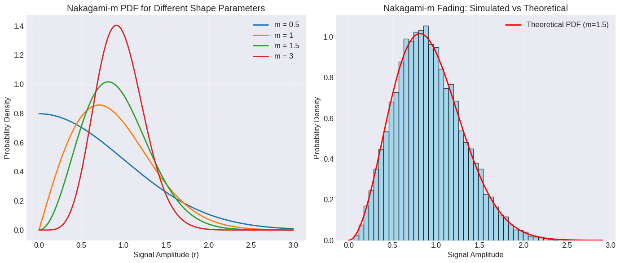 Nakagami-m PDF for Different Shape Parameters
m = 0.5
m = 1
m = 1.5
m = 3
1.4
1.2
1.0
0.8
0.6
0.4
0.2
0.0
Probability Density
0.0 0.5 1.0 1.5 2.0 2.5 3.0
Signal Amplitude (r)
Nakagami-m Fading: Simulated vs Theoretical
Theoretical PDF (m=1.5)
1.0
0.8
0.6
0.4
0.2
0.0
Probability Density
0.0 0.5 1.0 1.5 2.0 2.5 3.0
Signal Amplitude